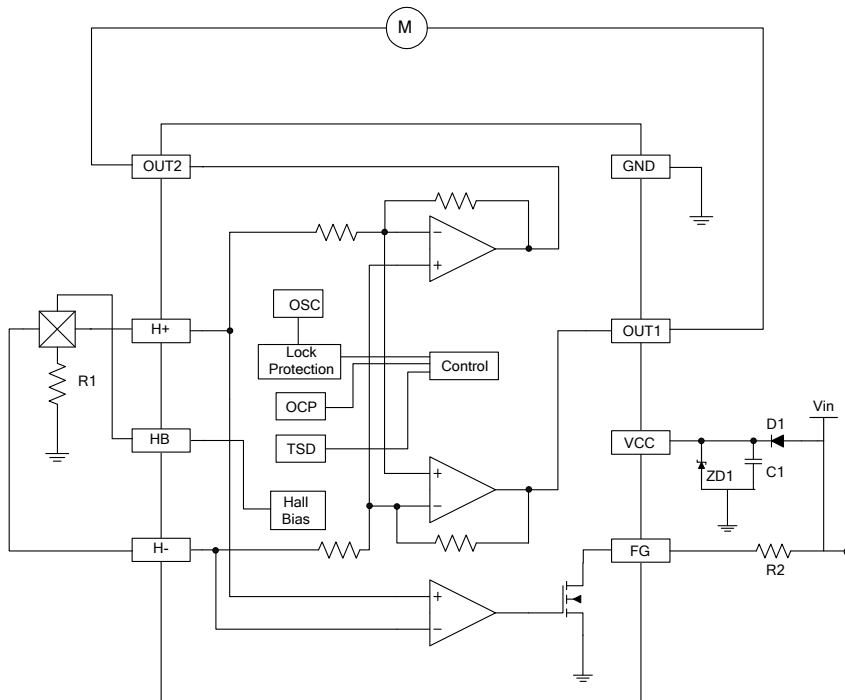 M
OUT2
GND
−
+
OSC
H+
OUT1
Lock
Protection
Control
R1
OCP
Vin
HB
D1
VCC
TSD
+
ZD1
C1
−
Hall
Bias
H-
FG
R2
+
−